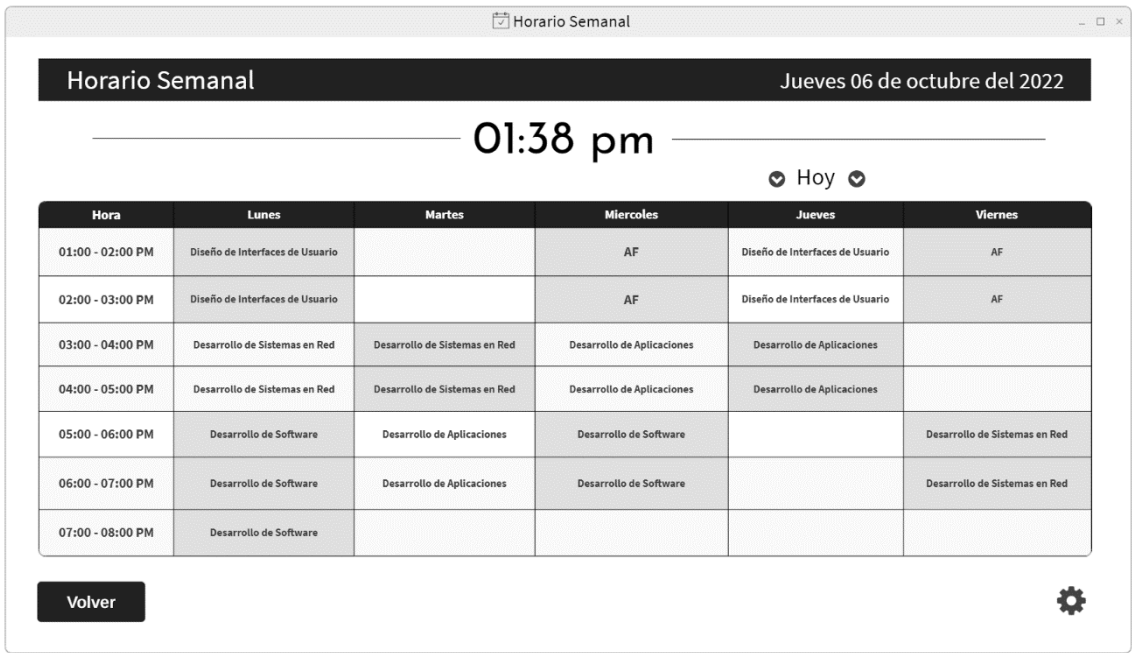 Horario Semanal
Horario Semanal Jueves 06 de octubre del 2022
01:38 pm
Hoy
Hora Lunes Martes Miercoles Jueves Viernes
01:00 - 02:00 PM Diseño de Interfaces de Usuario AF Diseño de Interfaces de Usuario AF
02:00 - 03:00 PM Diseño de Interfaces de Usuario AF Diseño de Interfaces de Usuario AF
03:00 - 04:00 PM Desarrollo de Sistemas en Red Desarrollo de Sistemas en Red Desarrollo de Aplicaciones Desarrollo de Aplicaciones
04:00 - 05:00 PM Desarrollo de Sistemas en Red Desarrollo de Sistemas en Red Desarrollo de Aplicaciones Desarrollo de Aplicaciones
05:00 - 06:00 PM Desarrollo de Software Desarrollo de Aplicaciones Desarrollo de Software Desarrollo de Sistemas en Red
06:00 - 07:00 PM Desarrollo de Software Desarrollo de Aplicaciones Desarrollo de Software Desarrollo de Sistemas en Red
07:00 - 08:00 PM Desarrollo de Software
Volver